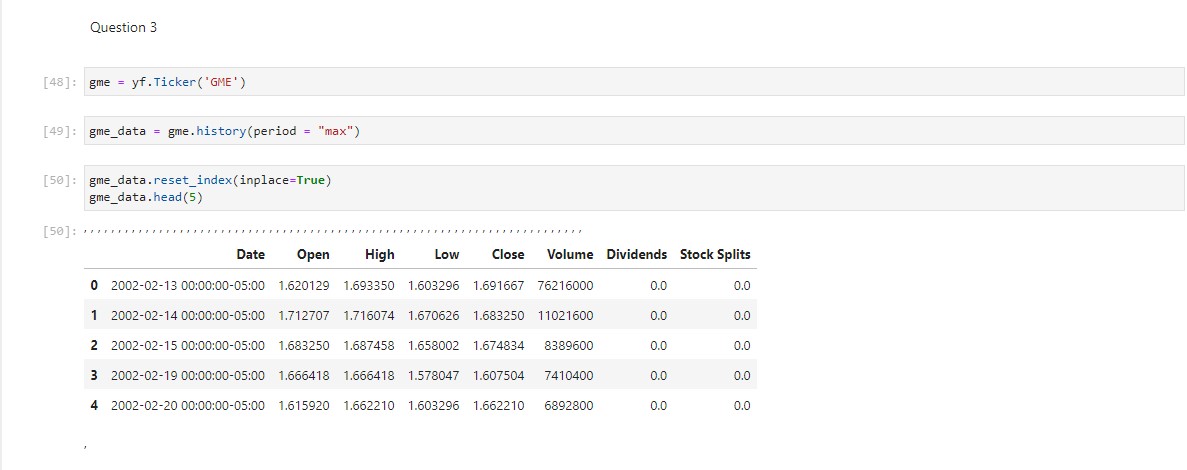 Question 3
[48]: gme = yf.Ticker('GME')
[49]: gme_data = gme.history(period = "max")
[50]: gme_data.reset_index(inplace=True)
gme_data.head(5)
[50]: ,,,,,,,,,,,,,,,,,,,,,,,,,,,,,,,,,,,,,,,,,,,,,,,,,,,,,,,,,,,,,,,,,,,,,,,,
Date Open High Low Close Volume Dividends Stock Splits
0 2002-02-13 00:00:00-05:00 1.620129 1.693350 1.603296 1.691667 76216000 0.0 0.0
1 2002-02-14 00:00:00-05:00 1.712707 1.716074 1.670626 1.683250 11021600 0.0 0.0
2 2002-02-15 00:00:00-05:00 1.683250 1.687458 1.658002 1.674834 8389600 0.0 0.0
3 2002-02-19 00:00:00-05:00 1.666418 1.666418 1.578047 1.607504 7410400 0.0 0.0
4 2002-02-20 00:00:00-05:00 1.615920 1.662210 1.603296 1.662210 6892800 0.0 0.0
,